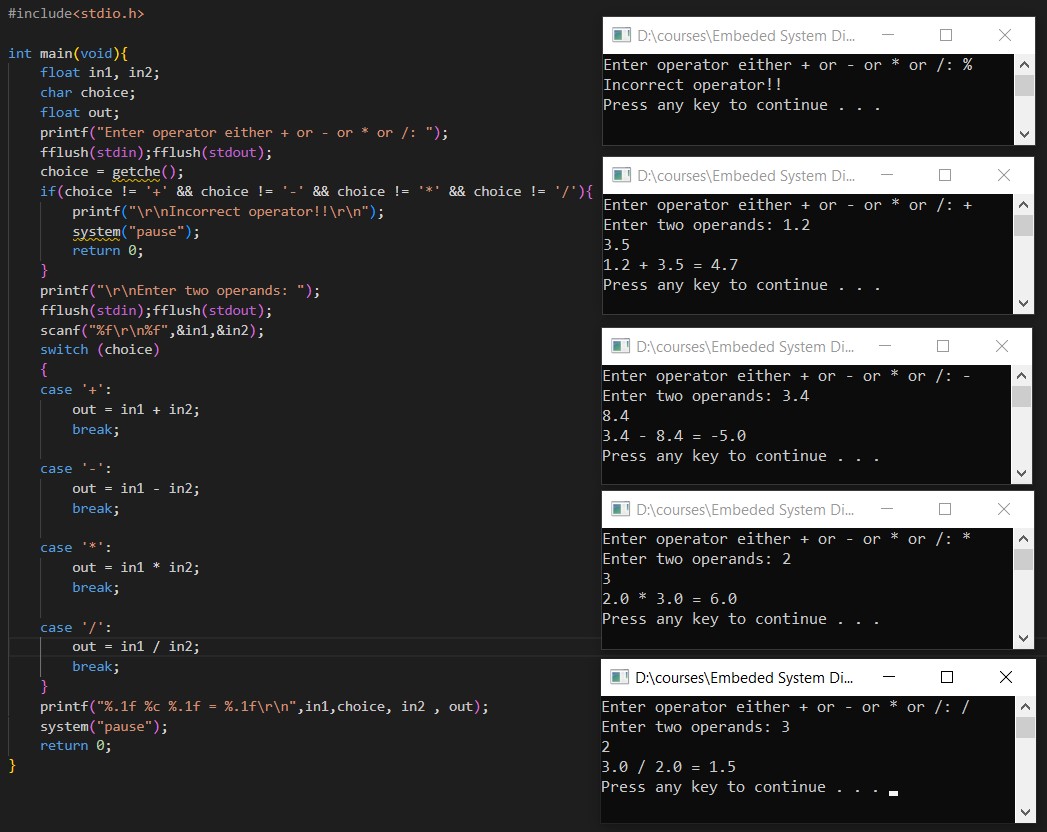 #include<stdio.h>
int main(void){
float in1, in2;
char choice;
float out;
printf("Enter operator either + or - or * or /: ");
fflush(stdin);fflush(stdout);
choice = getche();
if(choice != '+' && choice != '-' && choice != '*' && choice != '/'){
printf("\r\nIncorrect operator!!\r\n");
system("pause");
return 0;
}
printf("\r\nEnter two operands: ");
fflush(stdin);fflush(stdout);
scanf("%f\r\n%f",&in1,&in2);
switch (choice)
{
case '+':
out = in1 + in2;
break;
case '-':
out = in1 - in2;
break;
case '*':
out = in1 * in2;
break;
case '/':
out = in1 / in2;
break;
}
printf("%.1f %c %.1f = %.1f\r\n",in1,choice, in2 , out);
system("pause");
return 0;
}
D:\courses\Embeded System Di...
Enter operator either + or - or * or /: %
Incorrect operator!!
Press any key to continue . . .
D:\courses\Embeded System Di...
Enter operator either + or - or * or /: +
Enter two operands: 1.2
3.5
1.2 + 3.5 = 4.7
Press any key to continue . . .
D:\courses\Embeded System Di...
Enter operator either + or - or * or /: -
Enter two operands: 3.4
8.4
3.4 - 8.4 = -5.0
Press any key to continue . . .
D:\courses\Embeded System Di...
Enter operator either + or - or * or /: *
Enter two operands: 2
3
2.0 * 3.0 = 6.0
Press any key to continue . . .
D:\courses\Embeded System Di...
Enter operator either + or - or * or /: /
Enter two operands: 3
2
3.0 / 2.0 = 1.5
Press any key to continue . . .